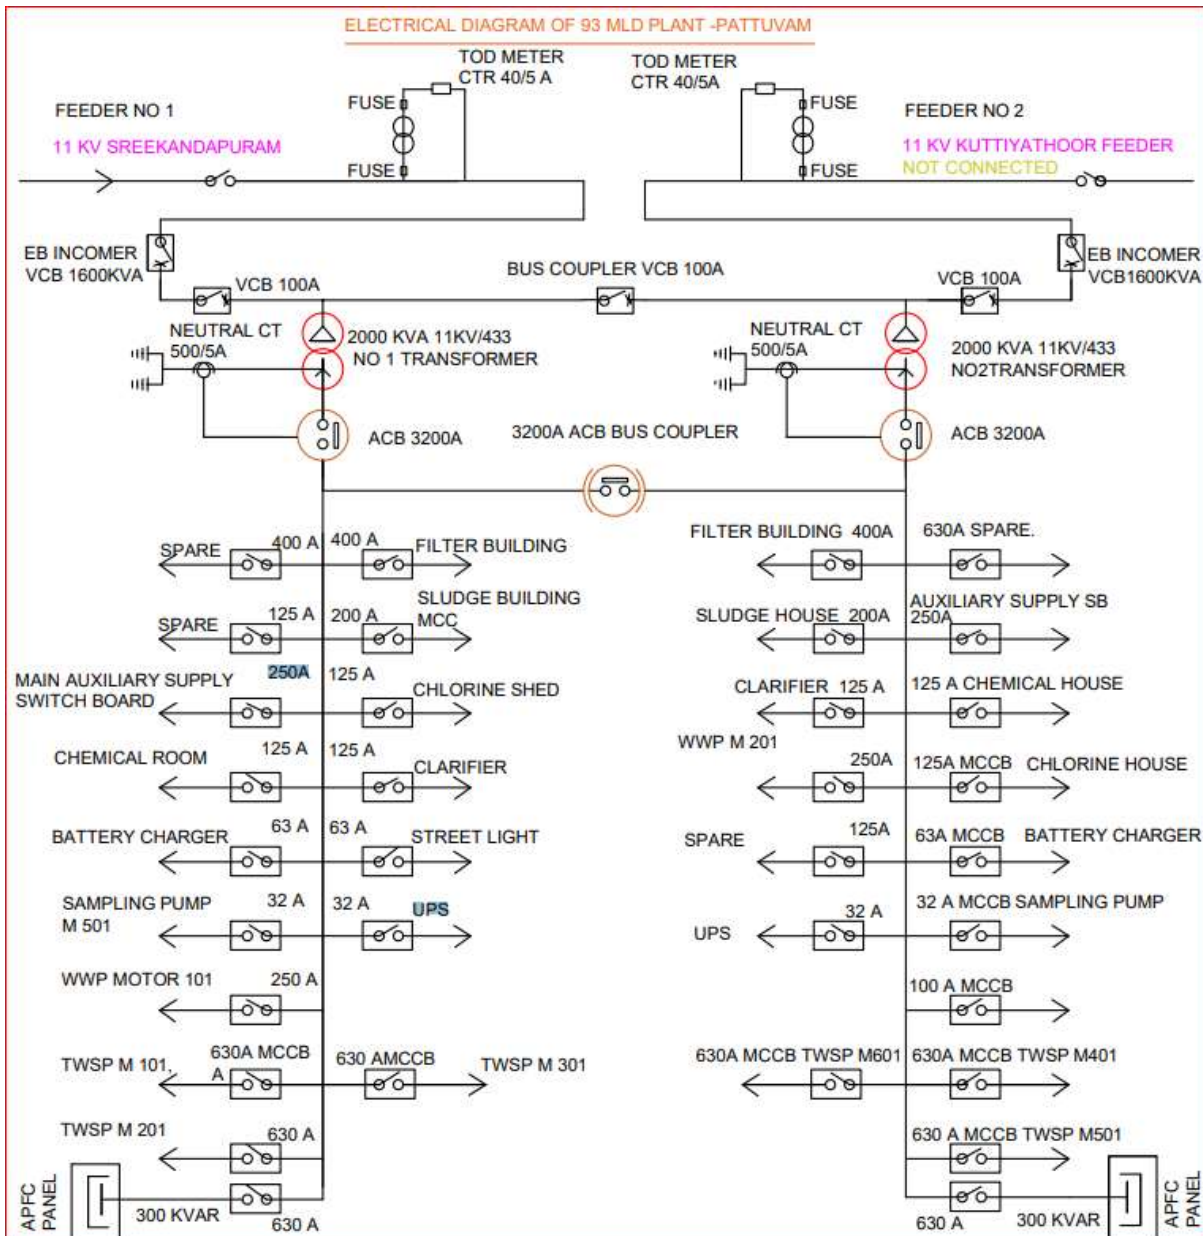 ELECTRICAL DIAGRAM OF 93 MLD PLANT -PATTUVAM
TOD METER
CTR 40/5 A
TOD METER
CTR 40/5A
FEEDER NO 1
FUSE
FUSE
FEEDER NO 2
11 KV SREEKANDAPURAM
11 KV KUTTIYATHOOR FEEDER
NOT CONNECTED
FUSE
FUSE
EB INCOMER
VCB 1600KVA
VCB 100A
BUS COUPLER VCB 100A
VCB 100A
EB INCOMER
VCB1600KVA
NEUTRAL CT
500/5A
2000 KVA 11KV/433
NO 1 TRANSFORMER
NEUTRAL CT
500/5A
2000 KVA 11KV/433
NO2TRANSFORMER
ACB 3200A
3200A ACB BUS COUPLER
ACB 3200A
SPARE
400 A
400 A
FILTER BUILDING
FILTER BUILDING 400A
630A SPARE.
SPARE
125 A
200 A
SLUDGE BUILDING
MCC
SLUDGE HOUSE 200A
AUXILIARY SUPPLY SB
250A
MAIN AUXILIARY SUPPLY
SWITCH BOARD
250A
125 A
CHLORINE SHED
CLARIFIER 125 A
125 A CHEMICAL HOUSE
CHEMICAL ROOM
125 A
125 A
CLARIFIER
WWP M 201
250A
125A MCCB CHLORINE HOUSE
BATTERY CHARGER
63 A
63 A
STREET LIGHT
SPARE
125A
63A MCCB BATTERY CHARGER
SAMPLING PUMP
M 501
32 A
32 A
UPS
UPS
32 A
32 A MCCB SAMPLING PUMP
WWP MOTOR 101
250 A
100 A MCCB
TWSP M 101.
630A MCCB
A
630 AMCCB
TWSP M 301
630A MCCB TWSP M601
630A MCCB TWSP M401
TWSP M 201
630 A
630 A MCCB TWSP M501
APFC
PANEL
300 KVAR
630 A
630 A
300 KVAR
APFC
PANEL